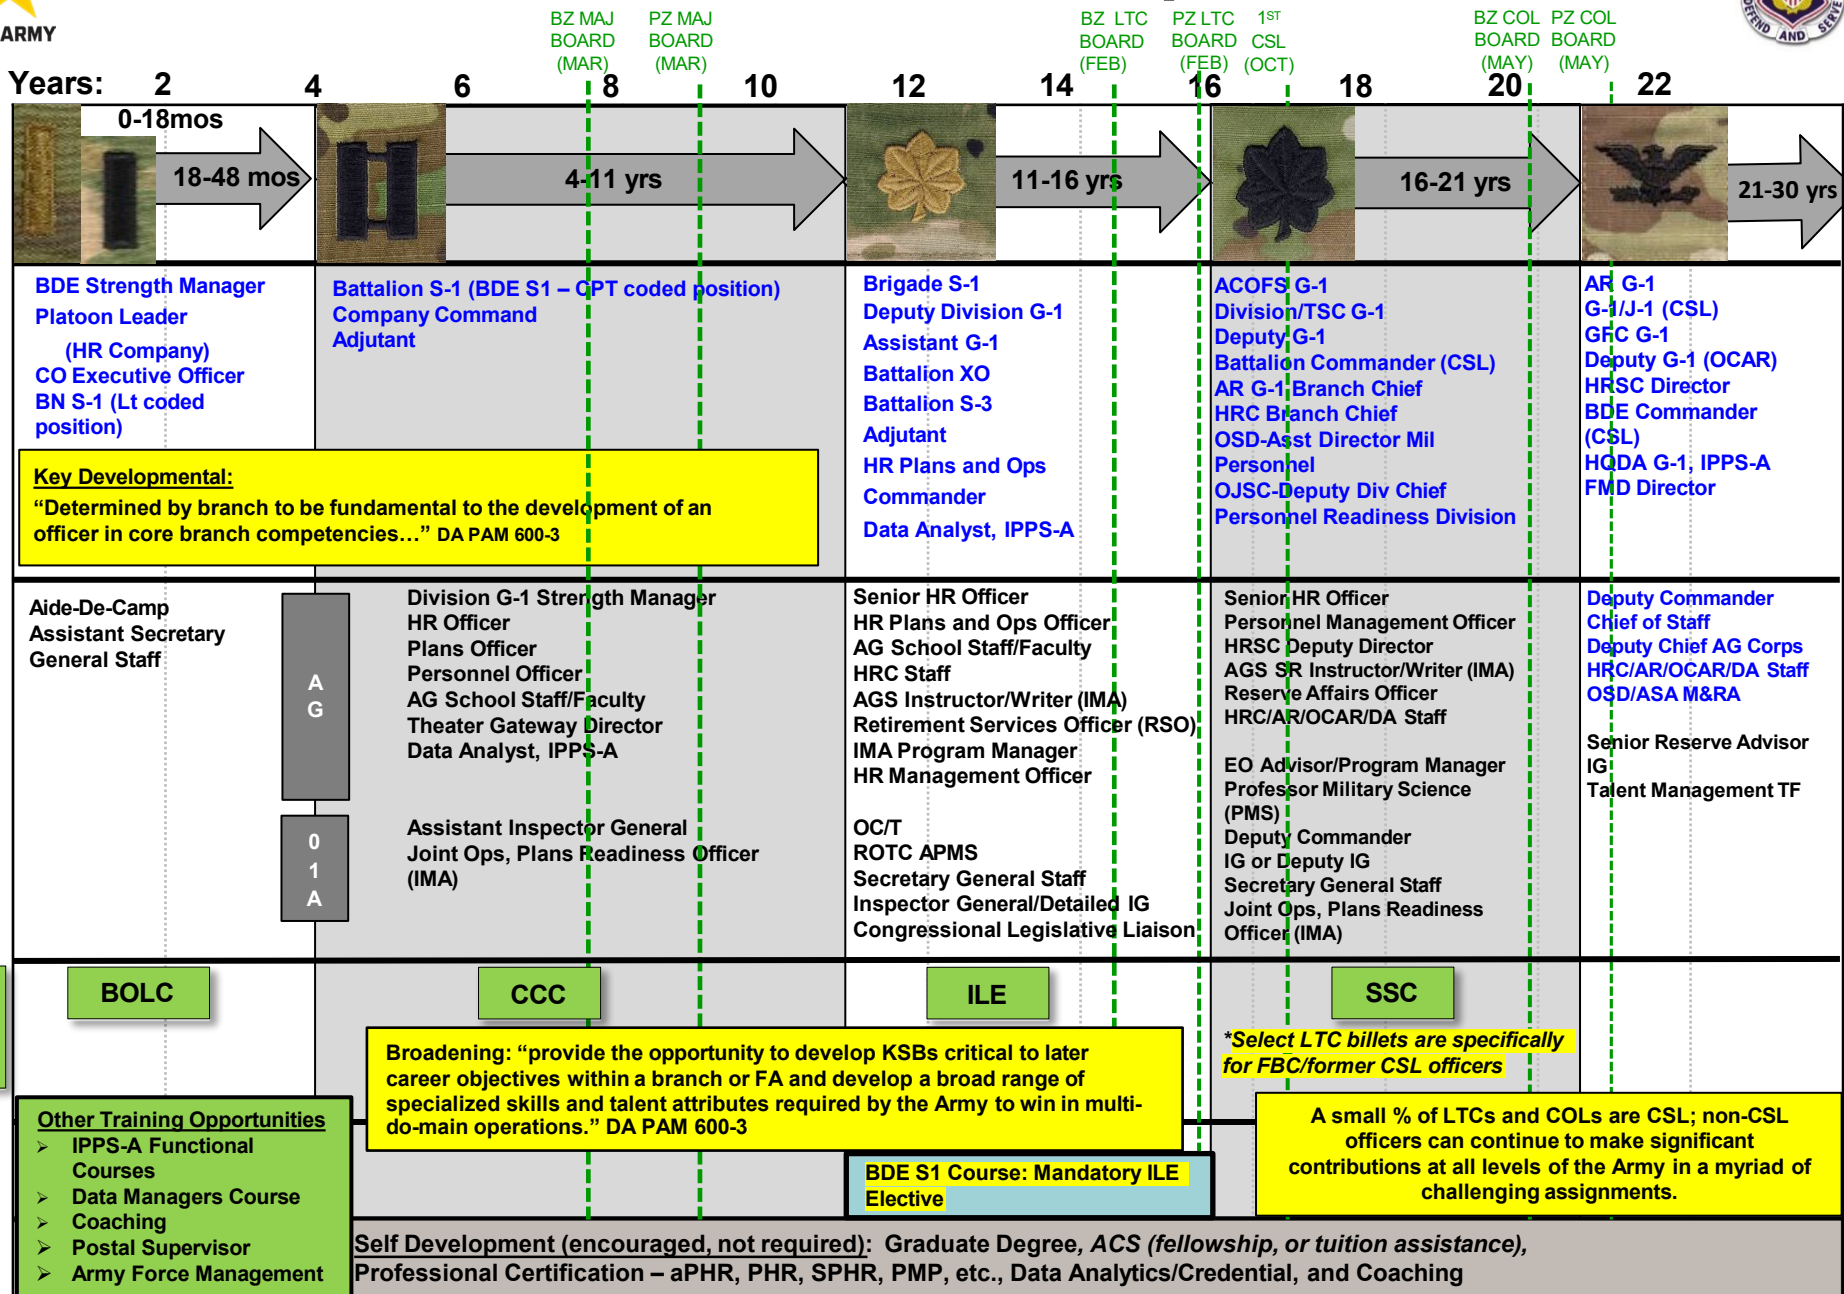 ARMY
BZ MAJ
BOARD
(MAR)
PZ MAJ
BOARD
(MAR)
BZ LTC
BOARD
(FEB)
PZ LTC
BOARD
(FEB)
1ST
CSL
(OCT)
BZ COL
BOARD
(MAY)
PZ COL
BOARD
(MAY)
DEFEND AND SERVE
Years: 2 4 6 8 10 12 14 16 18 20 22
0-18mos
18-48 mos
4-11 yrs
11-16 yrs
16-21 yrs
21-30 yrs
BDE Strength Manager
Platoon Leader
(HR Company)
CO Executive Officer
BN S-1 (Lt coded
position)
Battalion S-1 (BDE S1 – CPT coded position)
Company Command
Adjutant
Brigade S-1
Deputy Division G-1
Assistant G-1
Battalion XO
Battalion S-3
Adjutant
HR Plans and Ops
Commander
Data Analyst, IPPS-A
ACOFS G-1
Division/TSC G-1
Deputy G-1
Battalion Commander (CSL)
AR G-1 Branch Chief
HRC Branch Chief
OSD-Asst Director Mil
Personnel
OJSC-Deputy Div Chief
Personnel Readiness Division
AR G-1
G-1/J-1 (CSL)
GFC G-1
Deputy G-1 (OCAR)
HRSC Director
BDE Commander
(CSL)
HQDA G-1, IPPS-A
FMD Director
Key Developmental:
“Determined by branch to be fundamental to the development of an
officer in core branch competencies…” DA PAM 600-3
Aide-De-Camp
Assistant Secretary
General Staff
A
G
Division G-1 Strength Manager
HR Officer
Plans Officer
Personnel Officer
AG School Staff/Faculty
Theater Gateway Director
Data Analyst, IPPS-A
0
1
A
Assistant Inspector General
Joint Ops, Plans Readiness Officer
(IMA)
Senior HR Officer
HR Plans and Ops Officer
AG School Staff/Faculty
HRC Staff
AGS Instructor/Writer (IMA)
Retirement Services Officer (RSO)
IMA Program Manager
HR Management Officer
OC/T
ROTC APMS
Secretary General Staff
Inspector General/Detailed IG
Congressional Legislative Liaison
Senior HR Officer
Personnel Management Officer
HRSC Deputy Director
AGS SR Instructor/Writer (IMA)
Reserve Affairs Officer
HRC/AR/OCAR/DA Staff
EO Advisor/Program Manager
Professor Military Science
(PMS)
Deputy Commander
IG or Deputy IG
Secretary General Staff
Joint Ops, Plans Readiness
Officer (IMA)
Deputy Commander
Chief of Staff
Deputy Chief AG Corps
HRC/AR/OCAR/DA Staff
OSD/ASA M&RA
Senior Reserve Advisor
IG
Talent Management TF
BOLC
CCC
ILE
SSC
Broadening: “provide the opportunity to develop KSBs critical to later
career objectives within a branch or FA and develop a broad range of
specialized skills and talent attributes required by the Army to win in multi-
do-main operations.” DA PAM 600-3
*Select LTC billets are specifically
for FBC/former CSL officers
A small % of LTCs and COLs are CSL; non-CSL
officers can continue to make significant
contributions at all levels of the Army in a myriad of
challenging assignments.
BDE S1 Course: Mandatory ILE
Elective
Other Training Opportunities
➢ IPPS-A Functional
Courses
➢ Data Managers Course
➢ Coaching
➢ Postal Supervisor
➢ Army Force Management
Self Development (encouraged, not required): Graduate Degree, ACS (fellowship, or tuition assistance),
Professional Certification – aPHR, PHR, SPHR, PMP, etc., Data Analytics/Credential, and Coaching